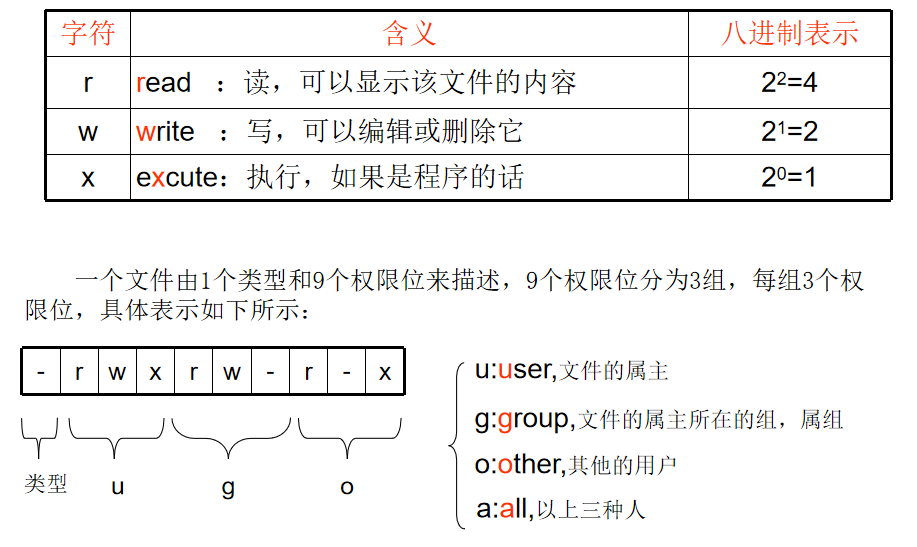 字符 含义 八进制表示
r read ：读，可以显示该文件的内容 2²=4
w write ：写，可以编辑或删除它 2¹=2
x excute：执行，如果是程序的话 2⁰=1
一个文件由1个类型和9个权限位来描述，9个权限位分为3组，每组3个权
限位，具体表示如下所示：
- r w x r w - r - x
类型 u g o
u:user,文件的属主
g:group,文件的属主所在的组，属组
o:other,其他的用户
a:all,以上三种人